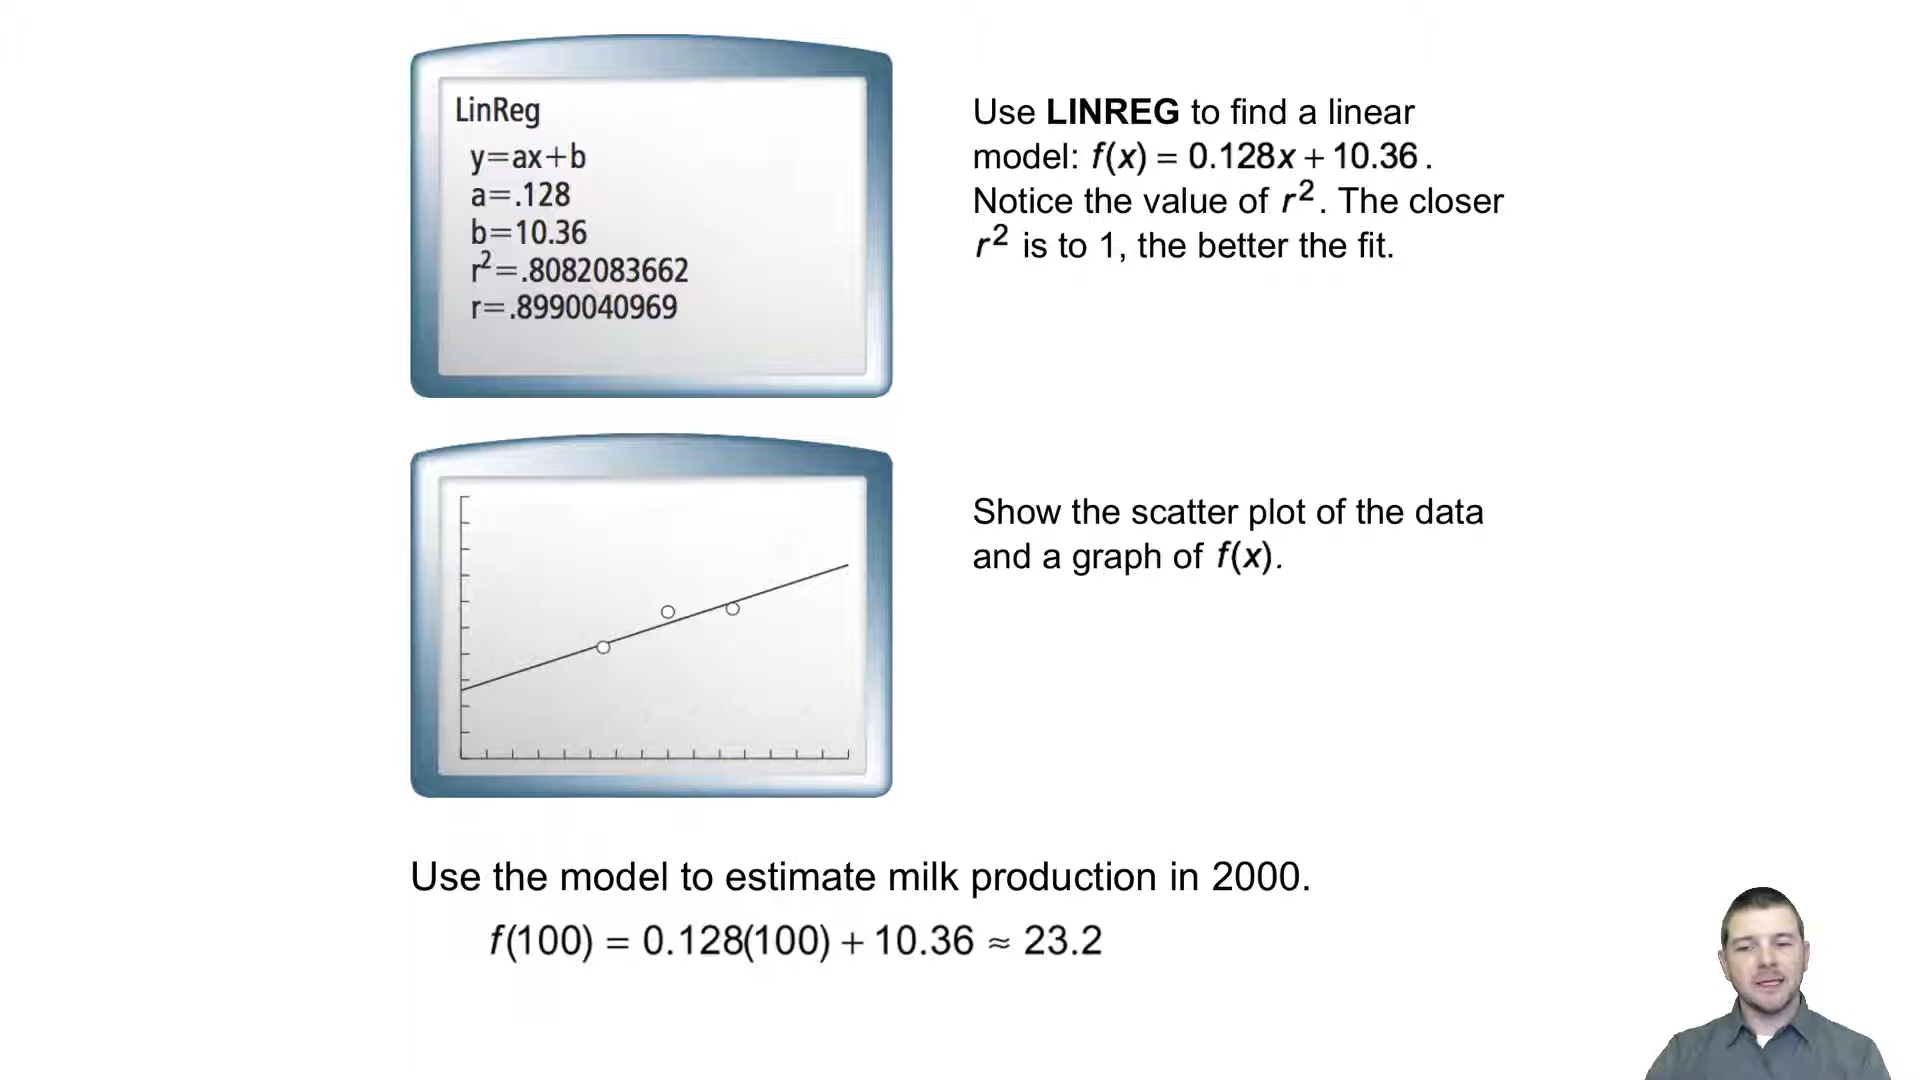 LinReg
y=ax+b
a=.128
b=10.36
r²=.8082083662
r=.8990040969
Use LINREG to find a linear
model: f(x) = 0.128x + 10.36.
Notice the value of r². The closer
r² is to 1, the better the fit.
Show the scatter plot of the data
and a graph of f(x).
Use the model to estimate milk production in 2000.
f(100) = 0.128(100) + 10.36 ≈ 23.2